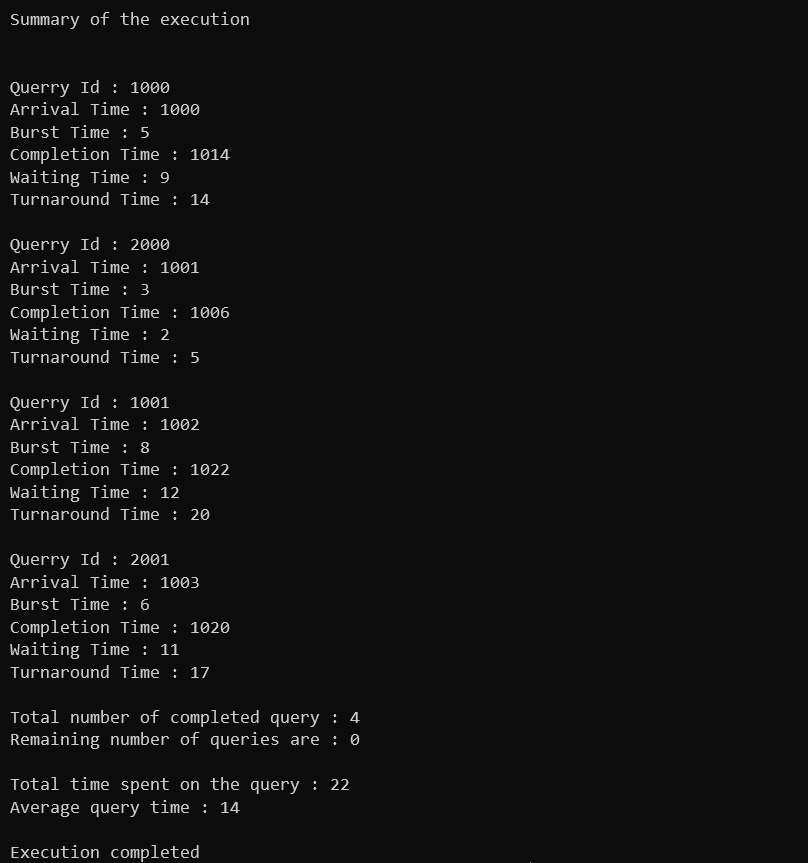 Summary of the execution
Querry Id : 1000
Arrival Time : 1000
Burst Time : 5
Completion Time : 1014
Waiting Time : 9
Turnaround Time : 14
Querry Id : 2000
Arrival Time : 1001
Burst Time : 3
Completion Time : 1006
Waiting Time : 2
Turnaround Time : 5
Querry Id : 1001
Arrival Time : 1002
Burst Time : 8
Completion Time : 1022
Waiting Time : 12
Turnaround Time : 20
Querry Id : 2001
Arrival Time : 1003
Burst Time : 6
Completion Time : 1020
Waiting Time : 11
Turnaround Time : 17
Total number of completed query : 4
Remaining number of queries are : 0
Total time spent on the query : 22
Average query time : 14
Execution completed